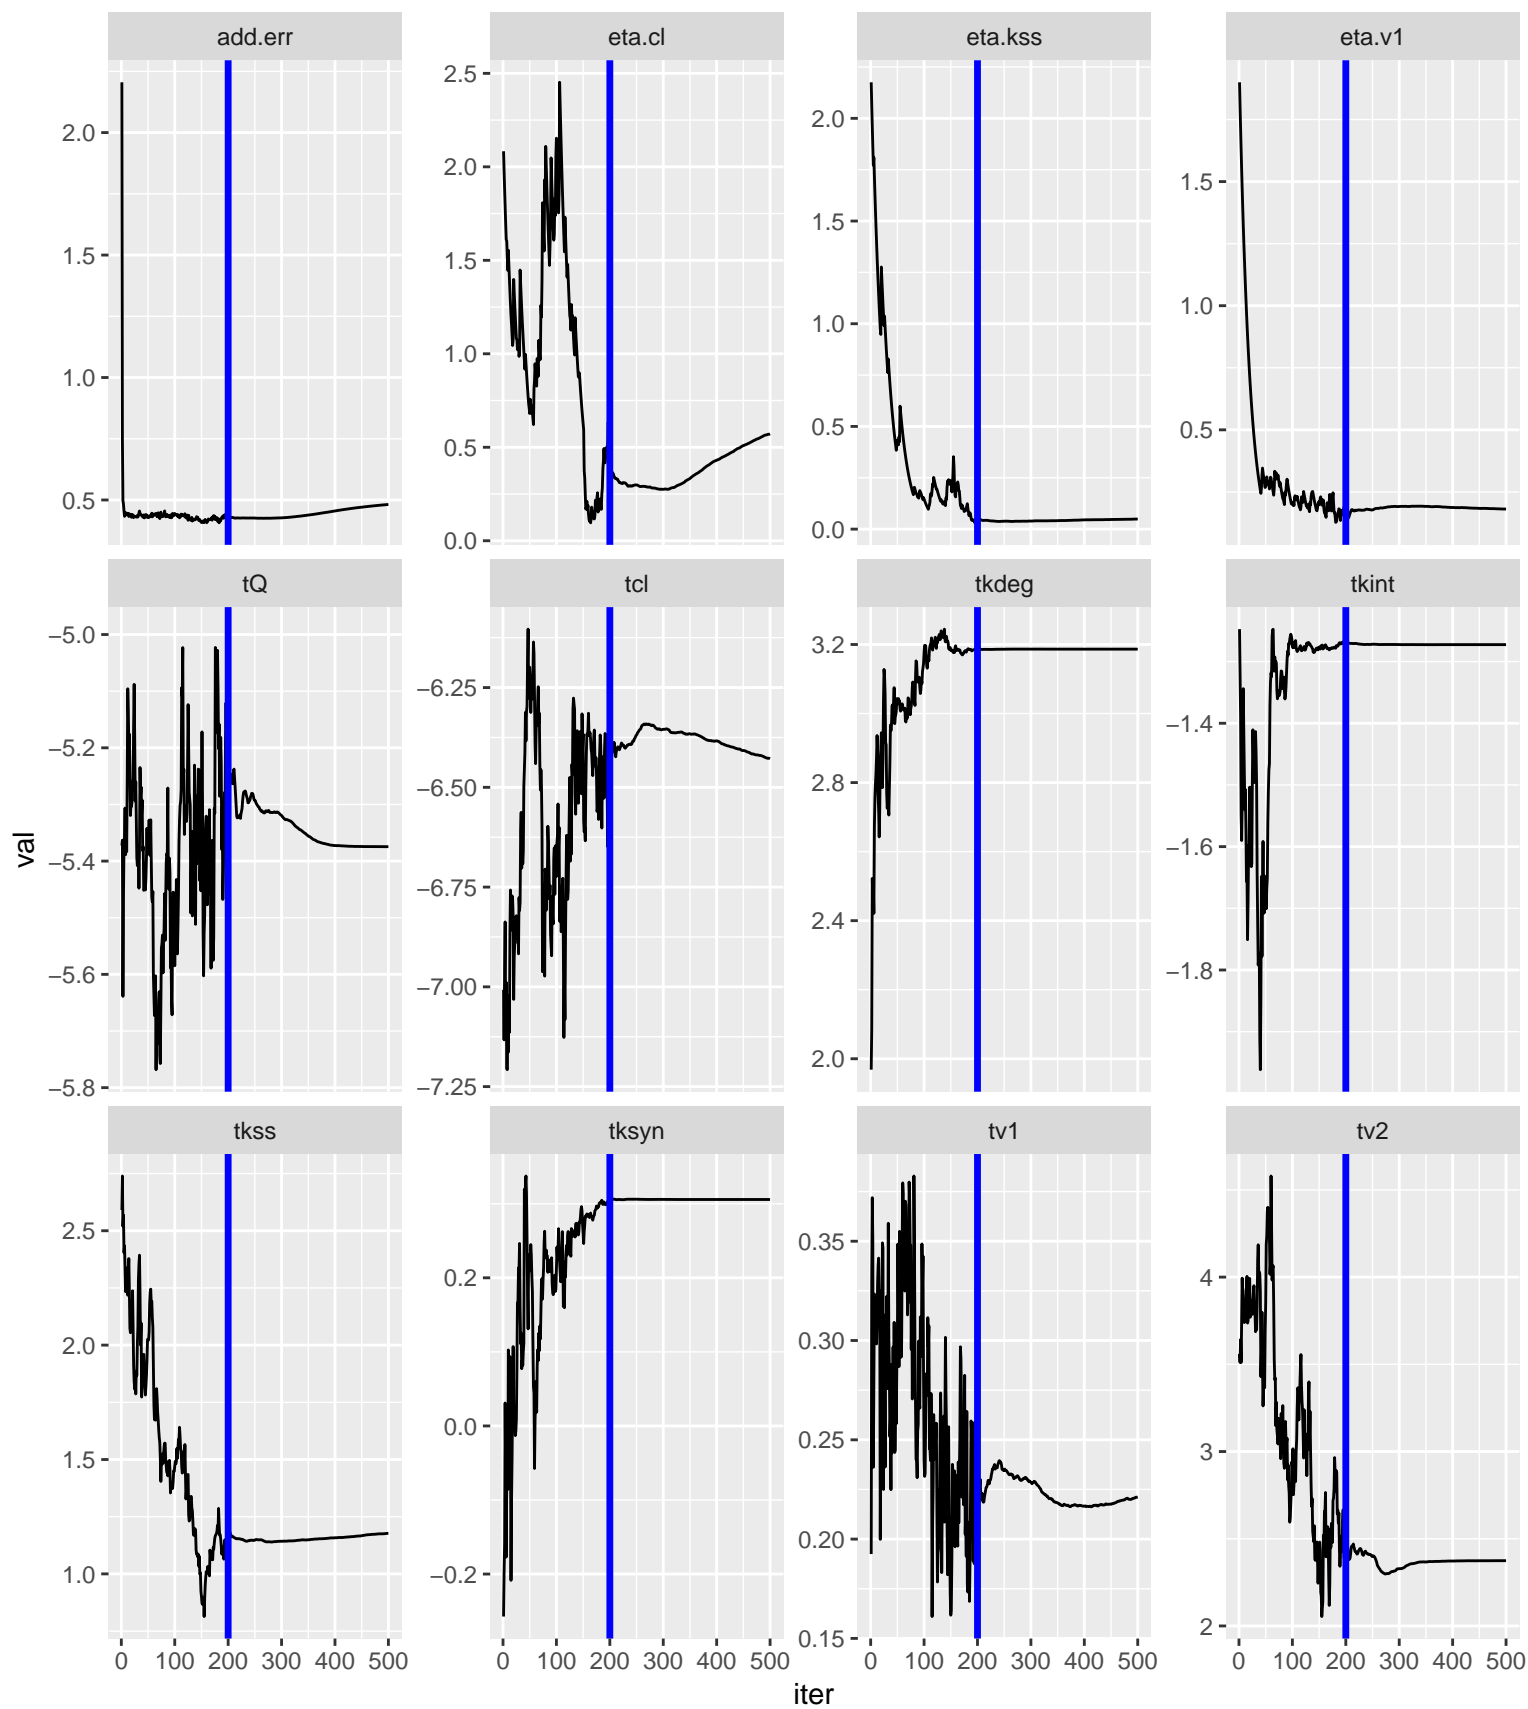 add.err eta.cl eta.kss eta.v1
2.0 1.5 1.0 0.5
2.5 2.0 1.5 1.0 0.5 0.0
2.0 1.5 1.0 0.5 0.0
1.5 1.0 0.5
tQ tcl tkdeg tkint
−5.0 −5.2 −5.4 −5.6 −5.8
−6.25 −6.50 −6.75 −7.00 −7.25
3.2 2.8 2.4 2.0
−1.4 −1.6 −1.8
val
tkss tksyn tv1 tv2
2.5 2.0 1.5 1.0
0.2 0.0 −0.2
0.35 0.30 0.25 0.20 0.15
4 3 2
0 100 200 300 400 500 0 100 200 300 400 500 0 100 200 300 400 500 0 100 200 300 400 500
iter